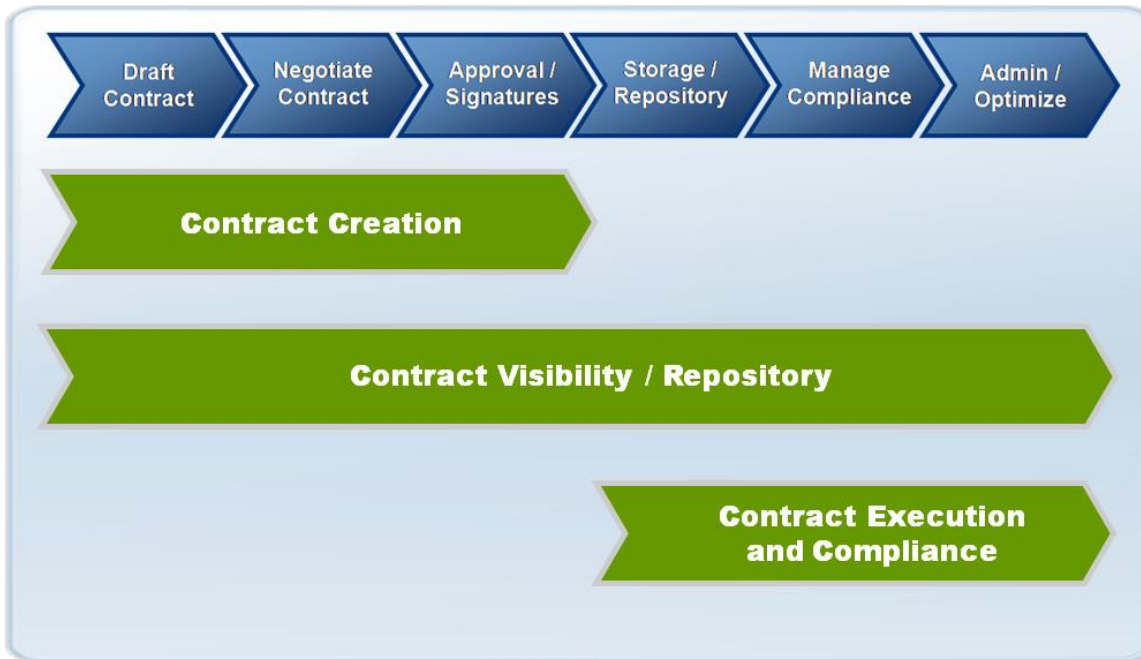 Draft
Contract
Negotiate
Contract
Approval /
Signatures
Storage /
Repository
Manage
Compliance
Admin /
Optimize
Contract Creation
Contract Visibility / Repository
Contract Execution
and Compliance